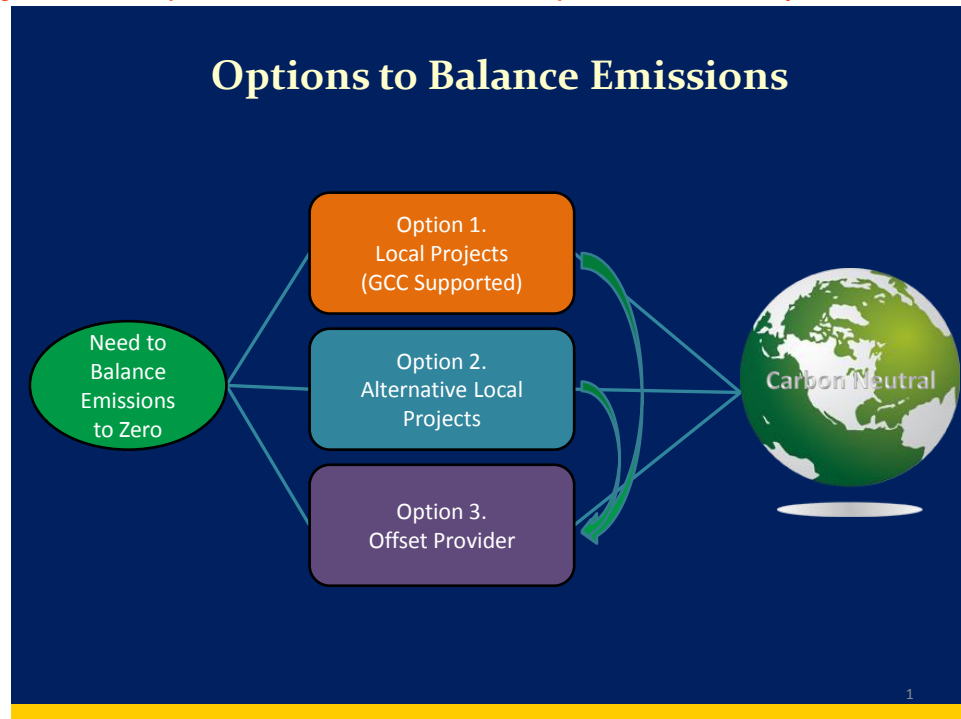 Options to Balance Emissions
Need to
Balance
Emissions
to Zero
Option 1.
Local Projects
(GCC Supported)
Option 2.
Alternative Local
Projects
Option 3.
Offset Provider
Carbon Neutral
1